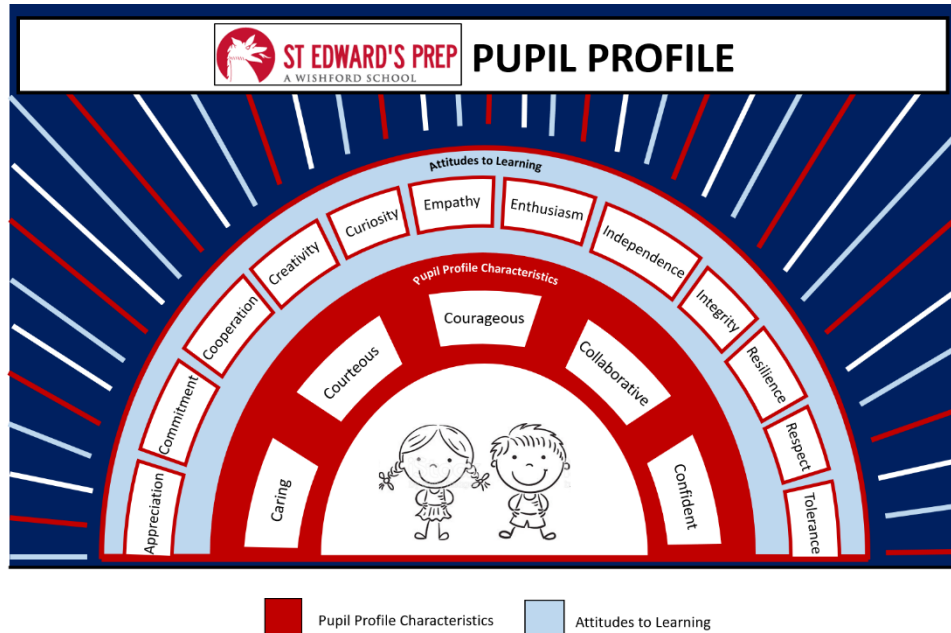 ST EDWARD'S PREP
A WISHFORD SCHOOL
PUPIL PROFILE
Attitudes to Learning
Appreciation
Commitment
Cooperation
Creativity
Curiosity
Empathy
Enthusiasm
Independence
Integrity
Resilience
Respect
Tolerance
Pupil Profile Characteristics
Caring
Courteous
Courageous
Collaborative
Confident
Pupil Profile Characteristics
Attitudes to Learning